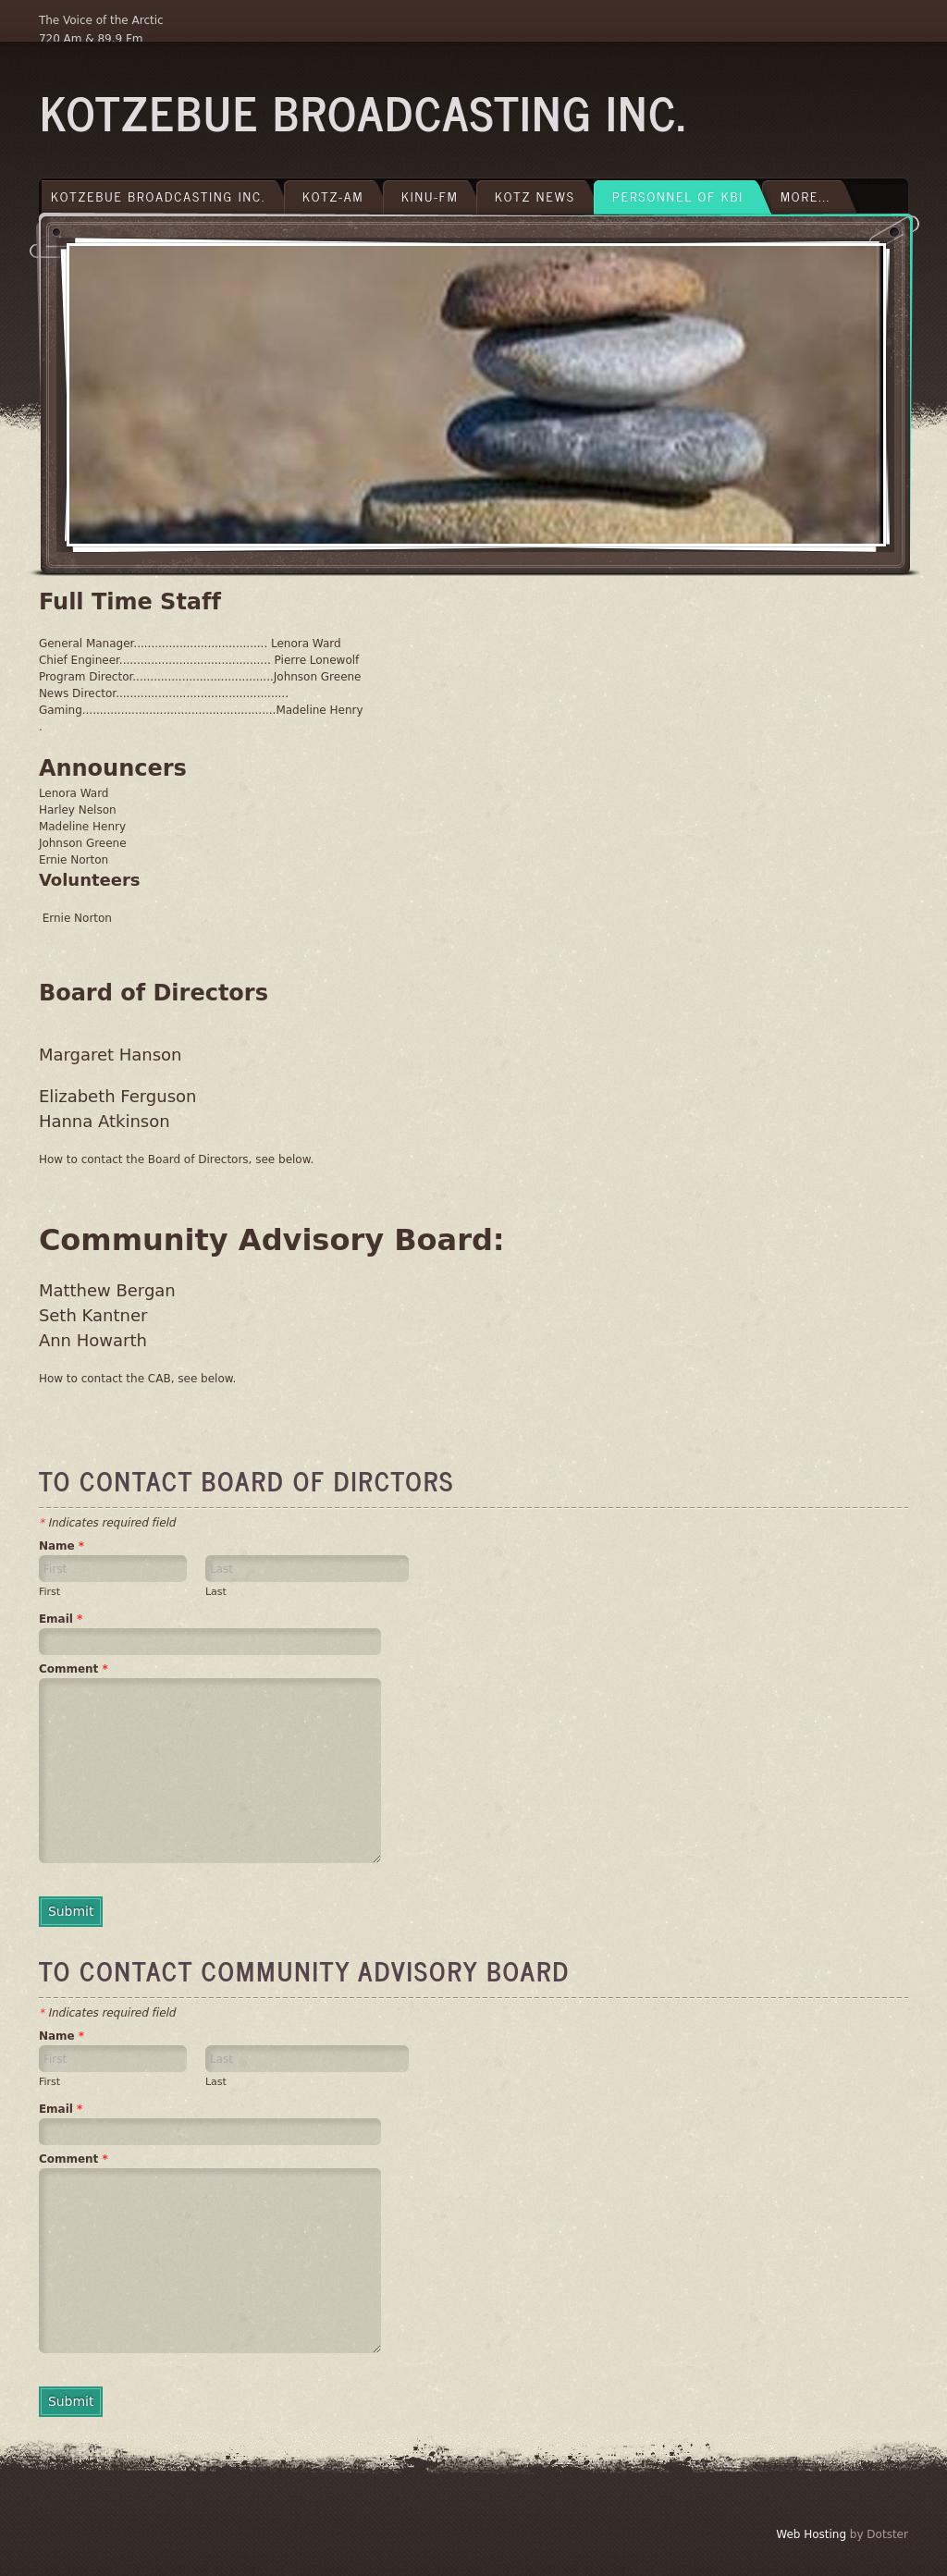 The Voice of the Arctic
720 Am & 89.9 Fm
KOTZEBUE BROADCASTING INC.
KOTZEBUE BROADCASTING INC. KOTZ-AM KINU-FM KOTZ NEWS PERSONNEL OF KBI MORE...
Full Time Staff
General Manager...................................... Lenora Ward
Chief Engineer........................................... Pierre Lonewolf
Program Director........................................Johnson Greene
News Director.................................................
Gaming.......................................................Madeline Henry
.
Announcers
Lenora Ward
Harley Nelson
Madeline Henry
Johnson Greene
Ernie Norton
Volunteers
Ernie Norton
Board of Directors
Margaret Hanson
Elizabeth Ferguson
Hanna Atkinson
How to contact the Board of Directors, see below.
Community Advisory Board:
Matthew Bergan
Seth Kantner
Ann Howarth
How to contact the CAB, see below.
TO CONTACT BOARD OF DIRCTORS
* Indicates required field
Name *
First Last
First Last
Email *
Comment *
Submit
TO CONTACT COMMUNITY ADVISORY BOARD
* Indicates required field
Name *
First Last
First Last
Email *
Comment *
Submit
Web Hosting by Dotster